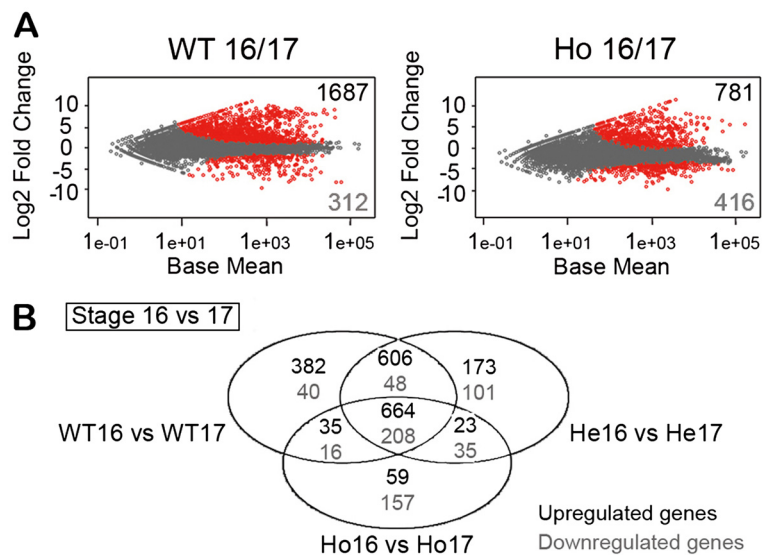 A
WT 16/17
Ho 16/17
Log2 Fold Change
10
5
0
-5
-10
1687
312
1e-01 1e+01 1e+03 1e+05
Base Mean
Log2 Fold Change
10
5
0
-5
-10
781
416
1e-01 1e+01 1e+03 1e+05
Base Mean
B
Stage 16 vs 17
382
40
606
48
173
101
WT16 vs WT17
35
16
664
208
23
35
He16 vs He17
59
157
Ho16 vs Ho17
Upregulated genes
Downregulated genes